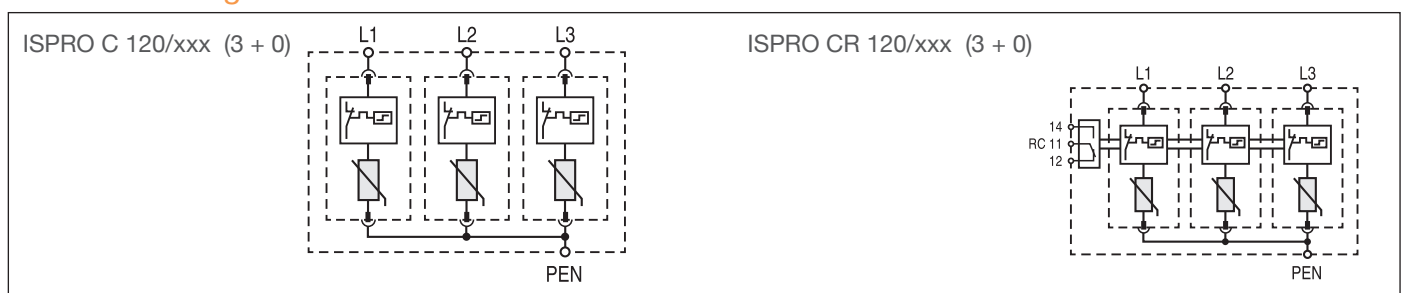 ISPRO C 120/xxx (3 + 0)
L1 L2 L3
PEN
ISPRO CR 120/xxx (3 + 0)
L1 L2 L3
14
RC 11
12
PEN